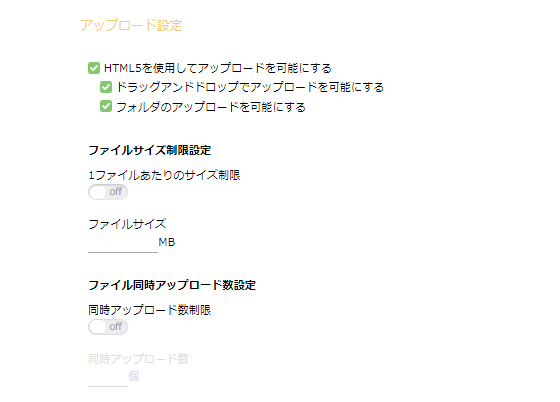 アップロード設定
HTML5を使用してアップロードを可能にする
ドラッグアンドドロップでアップロードを可能にする
フォルダのアップロードを可能にする
ファイルサイズ制限設定
1ファイルあたりのサイズ制限
off
ファイルサイズ
MB
ファイル同時アップロード数設定
同時アップロード数制限
off
同時アップロード数
個